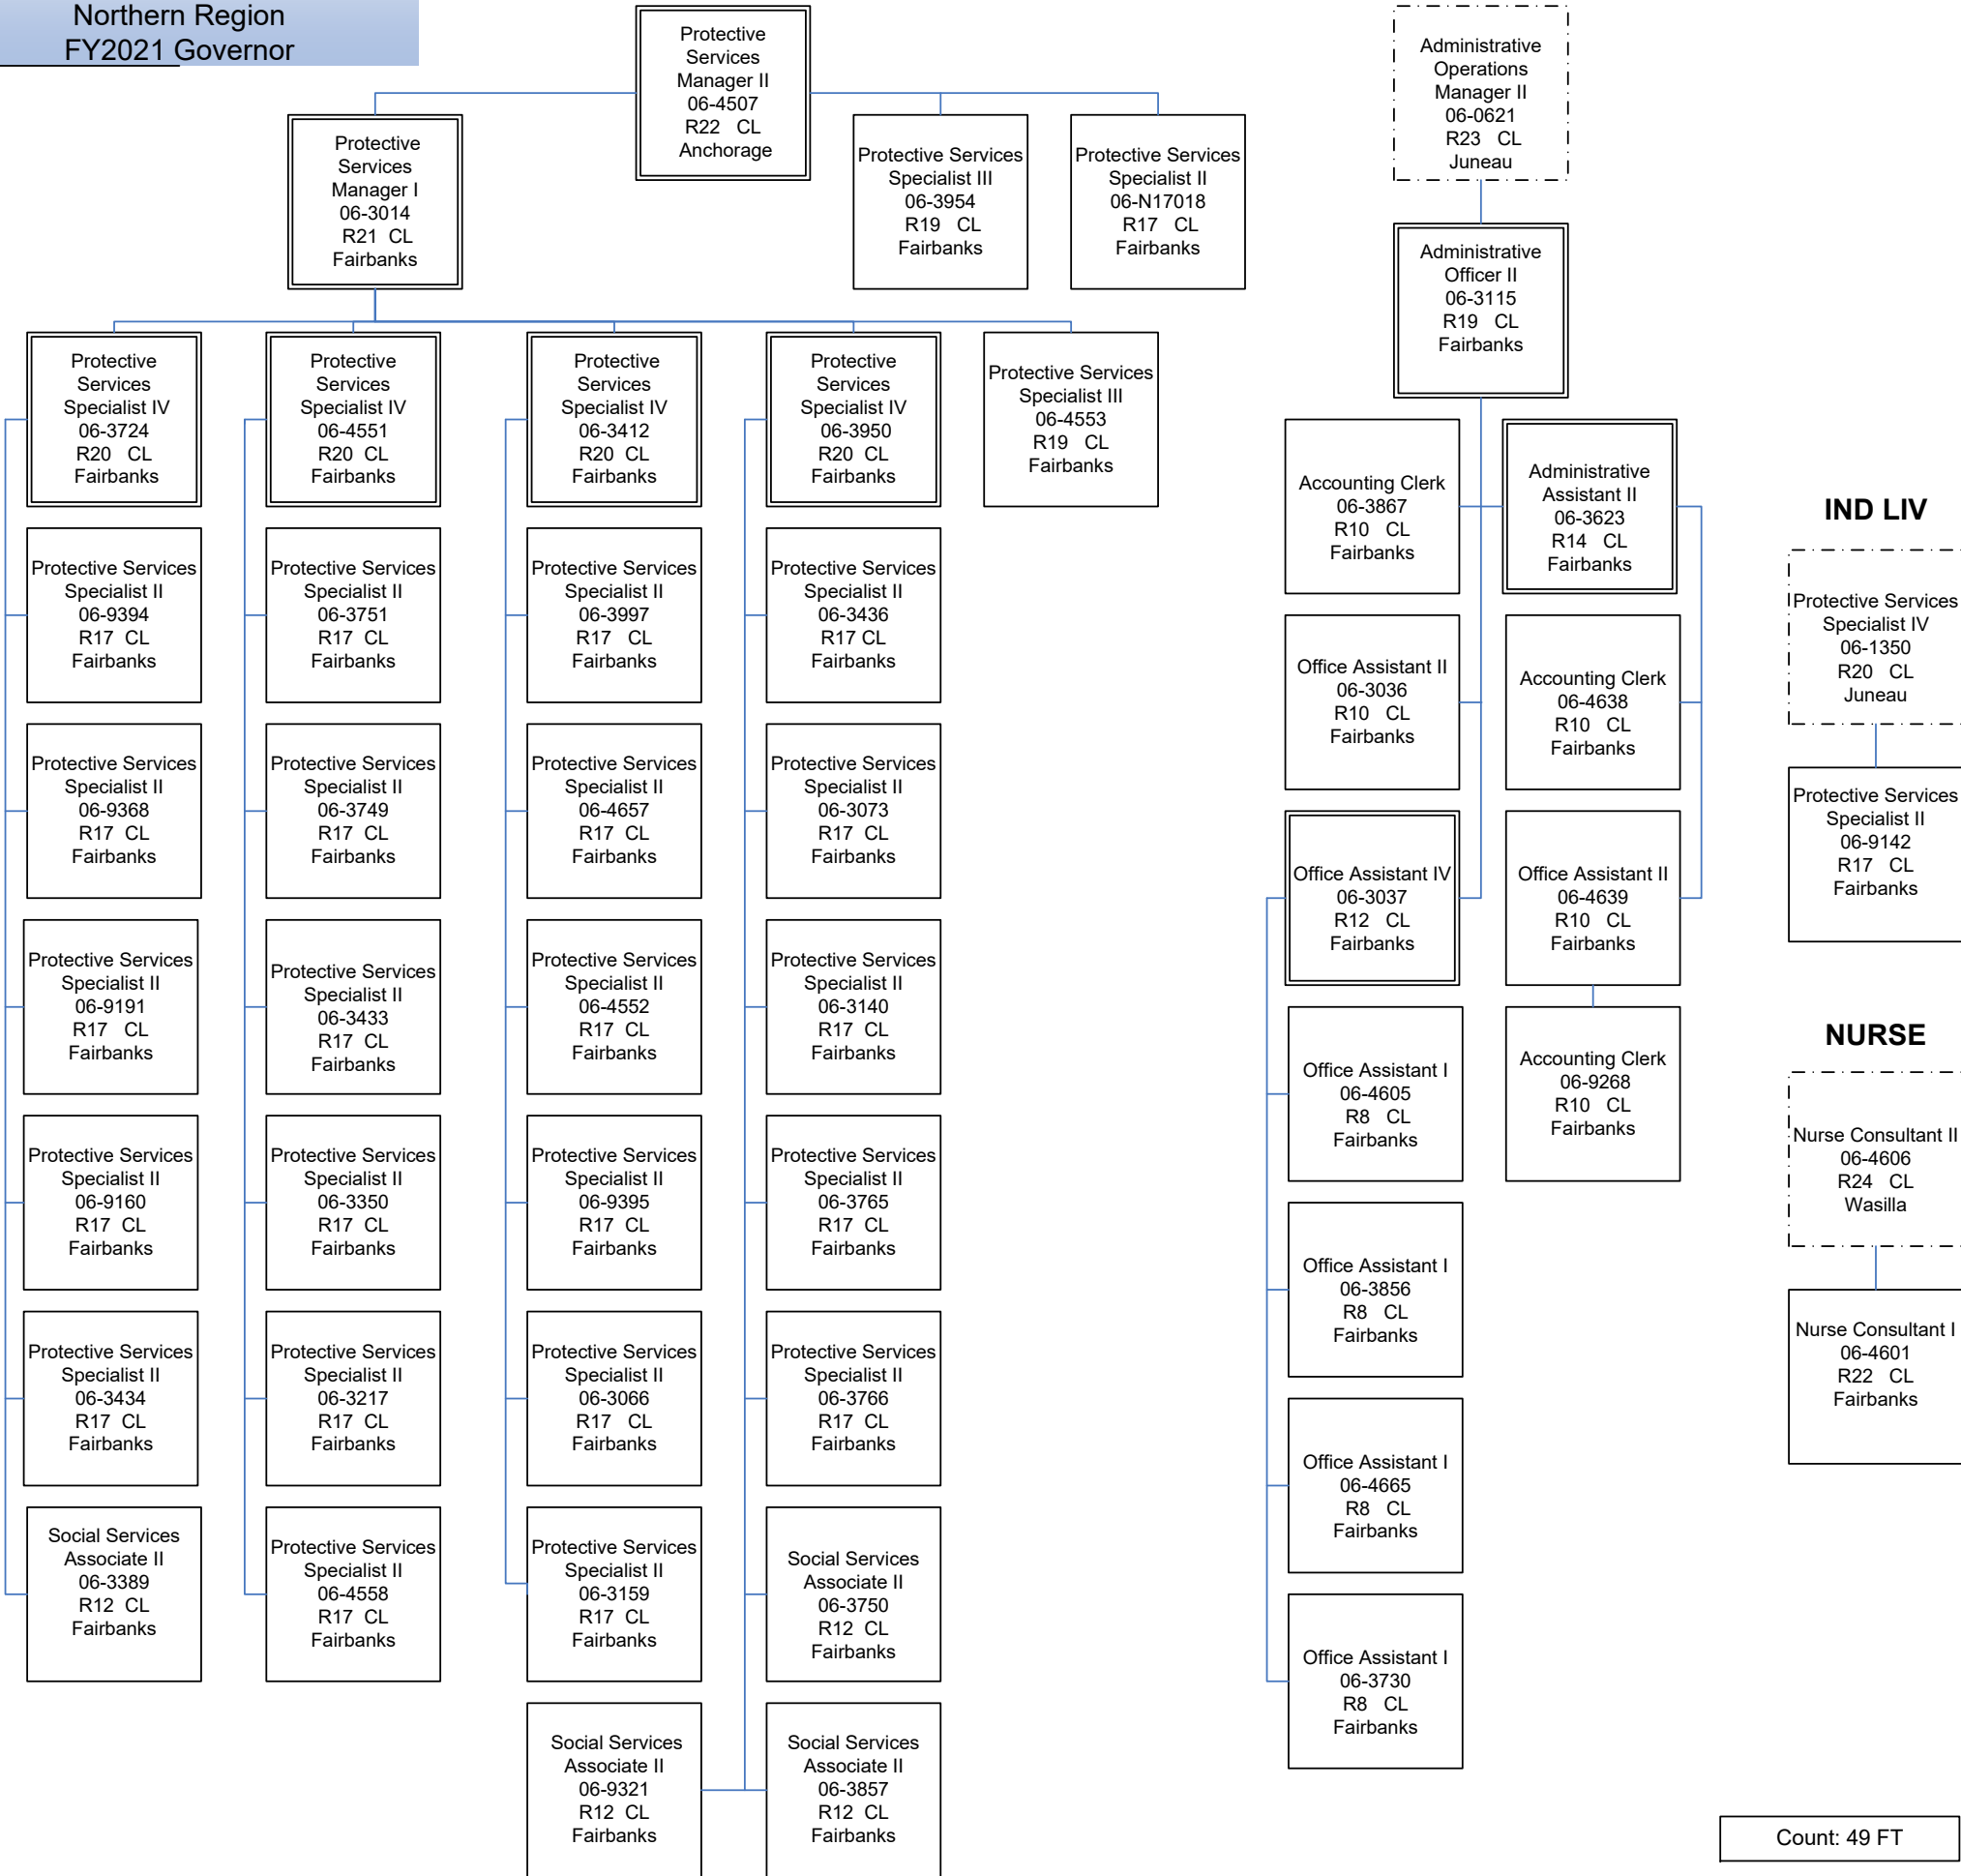 Northern Region
FY2021 Governor
Protective
Services
Manager II
06-4507
R22 CL
Anchorage
Protective
Services
Manager I
06-3014
R21 CL
Fairbanks
Protective Services
Specialist III
06-3954
R19 CL
Fairbanks
Protective Services
Specialist II
06-N17018
R17 CL
Fairbanks
Protective
Services
Specialist IV
06-3724
R20 CL
Fairbanks
Protective
Services
Specialist IV
06-4551
R20 CL
Fairbanks
Protective
Services
Specialist IV
06-3412
R20 CL
Fairbanks
Protective
Services
Specialist IV
06-3950
R20 CL
Fairbanks
Protective Services
Specialist III
06-4553
R19 CL
Fairbanks
Protective Services
Specialist II
06-9394
R17 CL
Fairbanks
Protective Services
Specialist II
06-3751
R17 CL
Fairbanks
Protective Services
Specialist II
06-3997
R17 CL
Fairbanks
Protective Services
Specialist II
06-3436
R17 CL
Fairbanks
Protective Services
Specialist II
06-9368
R17 CL
Fairbanks
Protective Services
Specialist II
06-3749
R17 CL
Fairbanks
Protective Services
Specialist II
06-4657
R17 CL
Fairbanks
Protective Services
Specialist II
06-3073
R17 CL
Fairbanks
Protective Services
Specialist II
06-9191
R17 CL
Fairbanks
Protective Services
Specialist II
06-3433
R17 CL
Fairbanks
Protective Services
Specialist II
06-4552
R17 CL
Fairbanks
Protective Services
Specialist II
06-3140
R17 CL
Fairbanks
Protective Services
Specialist II
06-9160
R17 CL
Fairbanks
Protective Services
Specialist II
06-3350
R17 CL
Fairbanks
Protective Services
Specialist II
06-9395
R17 CL
Fairbanks
Protective Services
Specialist II
06-3765
R17 CL
Fairbanks
Protective Services
Specialist II
06-3434
R17 CL
Fairbanks
Protective Services
Specialist II
06-3217
R17 CL
Fairbanks
Protective Services
Specialist II
06-3066
R17 CL
Fairbanks
Protective Services
Specialist II
06-3766
R17 CL
Fairbanks
Social Services
Associate II
06-3389
R12 CL
Fairbanks
Protective Services
Specialist II
06-4558
R17 CL
Fairbanks
Protective Services
Specialist II
06-3159
R17 CL
Fairbanks
Social Services
Associate II
06-3750
R12 CL
Fairbanks
Social Services
Associate II
06-9321
R12 CL
Fairbanks
Social Services
Associate II
06-3857
R12 CL
Fairbanks
Administrative
Operations
Manager II
06-0621
R23 CL
Juneau
Administrative
Officer II
06-3115
R19 CL
Fairbanks
Accounting Clerk
06-3867
R10 CL
Fairbanks
Administrative
Assistant II
06-3623
R14 CL
Fairbanks
Office Assistant II
06-3036
R10 CL
Fairbanks
Accounting Clerk
06-4638
R10 CL
Fairbanks
Office Assistant IV
06-3037
R12 CL
Fairbanks
Office Assistant II
06-4639
R10 CL
Fairbanks
Office Assistant I
06-4605
R8 CL
Fairbanks
Accounting Clerk
06-9268
R10 CL
Fairbanks
Office Assistant I
06-3856
R8 CL
Fairbanks
Office Assistant I
06-4665
R8 CL
Fairbanks
Office Assistant I
06-3730
R8 CL
Fairbanks
IND LIV
Protective Services
Specialist IV
06-1350
R20 CL
Juneau
Protective Services
Specialist II
06-9142
R17 CL
Fairbanks
NURSE
Nurse Consultant II
06-4606
R24 CL
Wasilla
Nurse Consultant I
06-4601
R22 CL
Fairbanks
Count: 49 FT